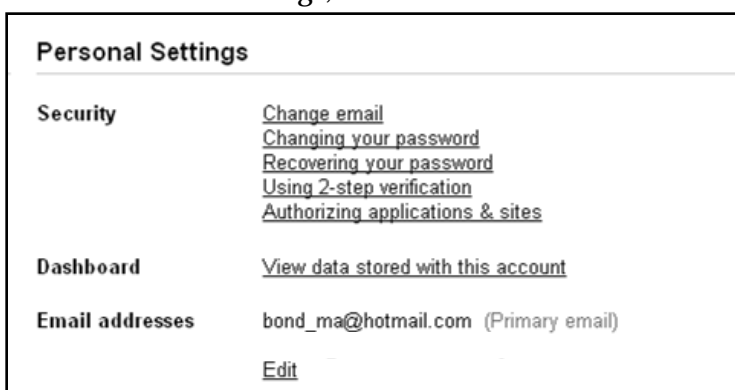 Personal Settings
Security
Change email
Changing your password
Recovering your password
Using 2-step verification
Authorizing applications & sites
Dashboard
View data stored with this account
Email addresses
bond_ma@hotmail.com (Primary email)
Edit